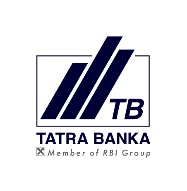 TB
TATRA BANKA
Member of RBI Group